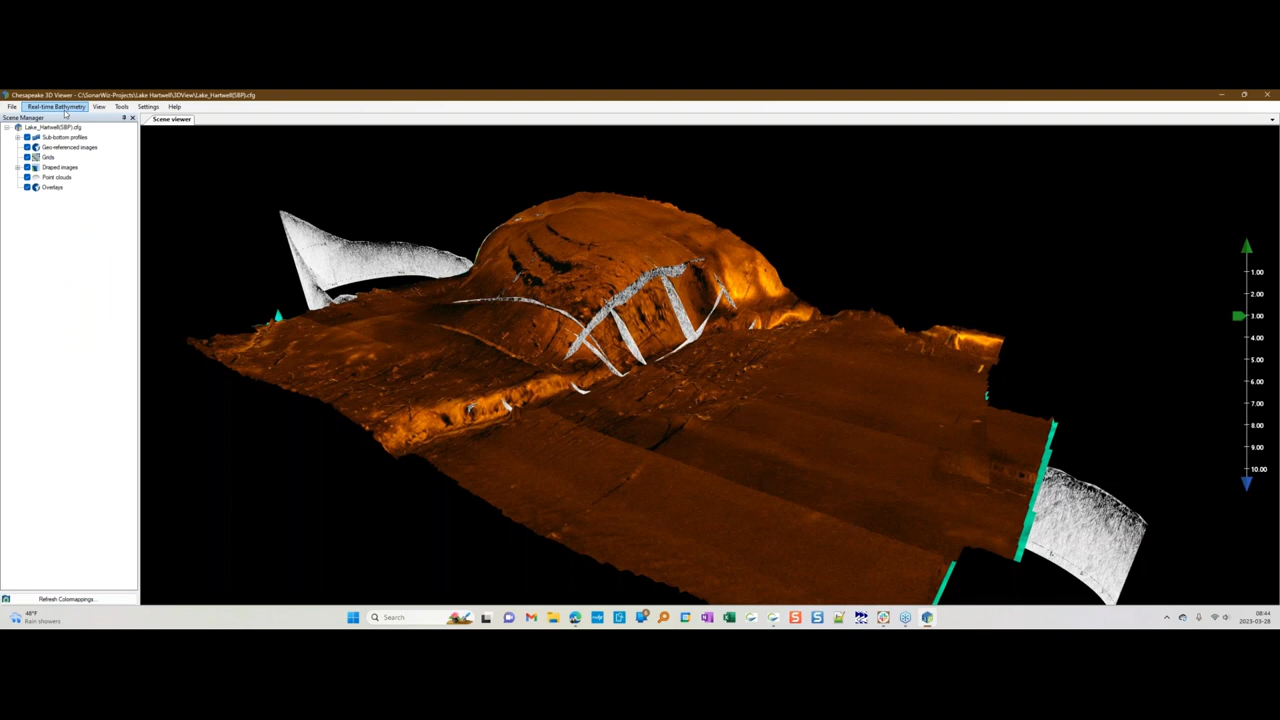 Chesapeake 3D Viewer - C:\SonarWiz-Projects\Lake Hartwell\3DView\Lake_Hartwell(SBP).cfg
File Real-time Bathymetry View Tools Settings Help
Scene Manager
Scene viewer
Lake_Hartwell(SBP).cfg
Sub-bottom profiles
Geo-referenced images
Grids
Draped images
Point clouds
Overlays
1.00
2.00
3.00
4.00
5.00
6.00
7.00
8.00
9.00
10.00
Refresh Colormappings...
48°F
Rain showers
Search
08:44
2023-03-28